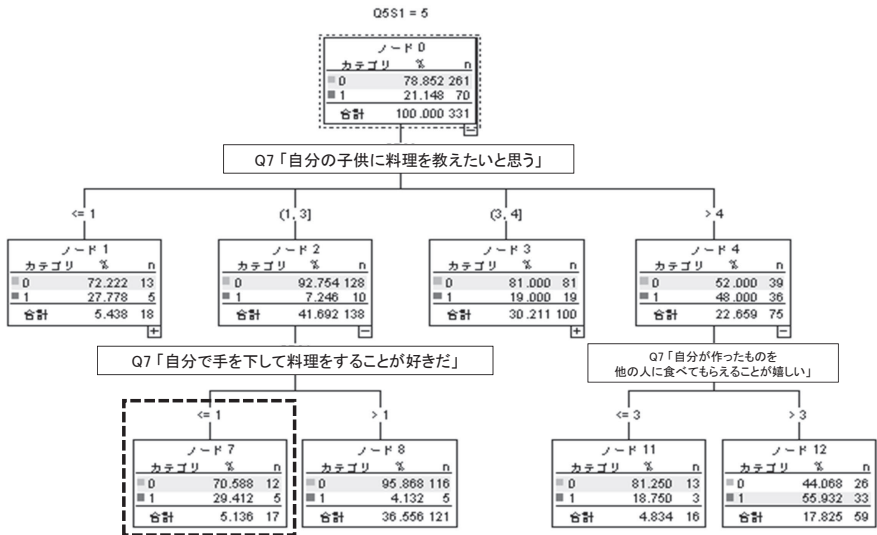 Q5S1 = 5
ノード 0
カテゴリ % n
0 78.852 261
1 21.148 70
合計 100.000 331
Q7「自分の子供に料理を教えたいと思う」
<= 1
(1, 3]
(3, 4]
> 4
ノード 1
カテゴリ % n
0 72.222 13
1 27.778 5
合計 5.438 18
ノード 2
カテゴリ % n
0 92.754 128
1 7.246 10
合計 41.692 138
ノード 3
カテゴリ % n
0 81.000 81
1 19.000 19
合計 30.211 100
ノード 4
カテゴリ % n
0 52.000 39
1 48.000 36
合計 22.659 75
Q7「自分で手を下して料理をすることが好きだ」
Q7「自分が作ったものを
他の人に食べてもらえることが嬉しい」
<= 1
> 1
<= 3
> 3
ノード 7
カテゴリ % n
0 70.588 12
1 29.412 5
合計 5.136 17
ノード 8
カテゴリ % n
0 95.868 116
1 4.132 5
合計 36.556 121
ノード 11
カテゴリ % n
0 81.250 13
1 18.750 3
合計 4.834 16
ノード 12
カテゴリ % n
0 44.068 26
1 55.932 33
合計 17.825 59